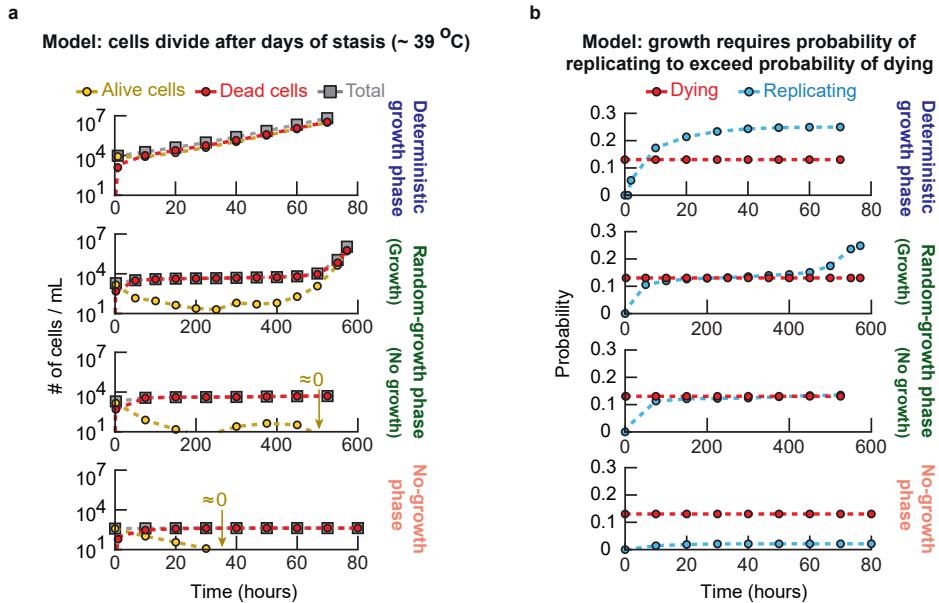 a
Model: cells divide after days of stasis (~ 39 ºC)
Alive cells Dead cells Total
10^7
10^4
10^1
0 20 40 60 80
Deterministic
growth phase
10^7
10^4
10^1
0 200 400 600
Random-growth phase
(Growth)
10^7
10^4
10^1
≈0
0 200 400 600
(No growth)
10^7
10^4
10^1
≈0
0 20 40 60 80
No-growth
phase
# of cells / mL
Time (hours)
b
Model: growth requires probability of
replicating to exceed probability of dying
Dying Replicating
0.3
0.2
0.1
0
0 20 40 60 80
Deterministic
growth phase
0.3
0.2
0.1
0
0 200 400 600
Random-growth phase
(Growth)
0.3
0.2
0.1
0
0 200 400 600
(No growth)
0.3
0.2
0.1
0
0 20 40 60 80
No-growth
phase
Probability
Time (hours)